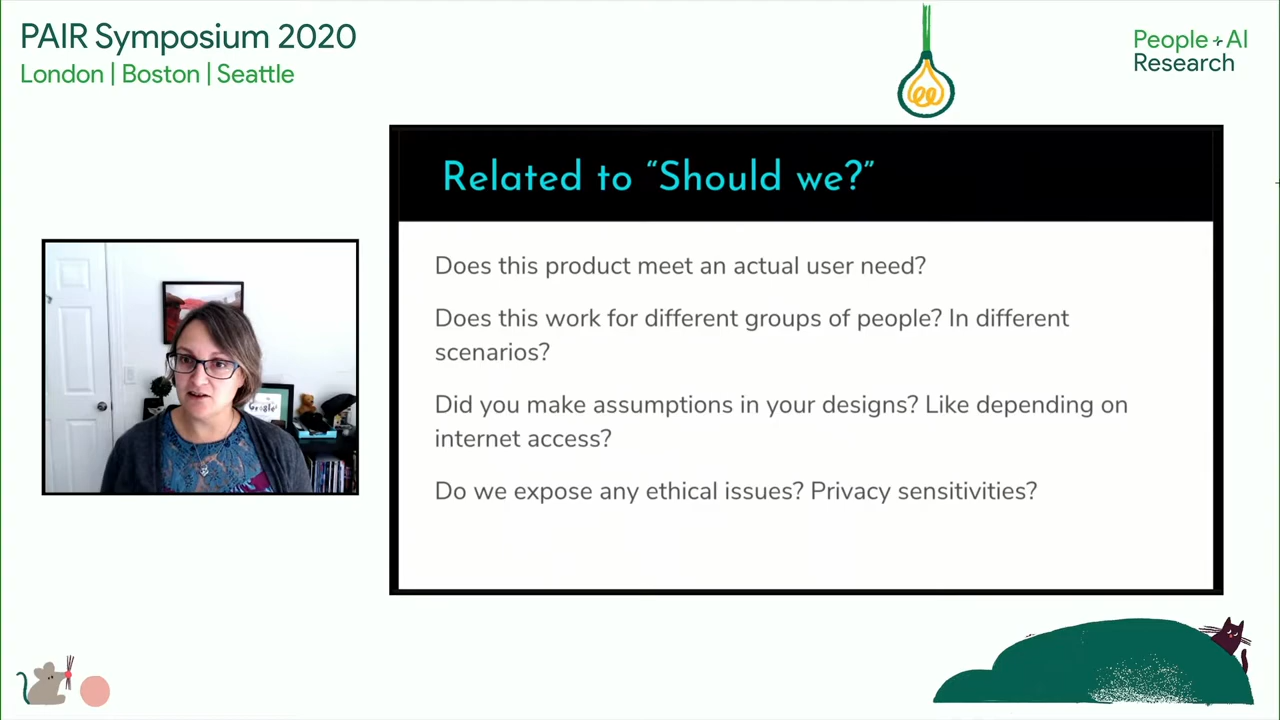 PAIR Symposium 2020
London | Boston | Seattle
People + AI
Research
Related to “Should we?”
Does this product meet an actual user need?
Does this work for different groups of people? In different
scenarios?
Did you make assumptions in your designs? Like depending on
internet access?
Do we expose any ethical issues? Privacy sensitivities?
Google